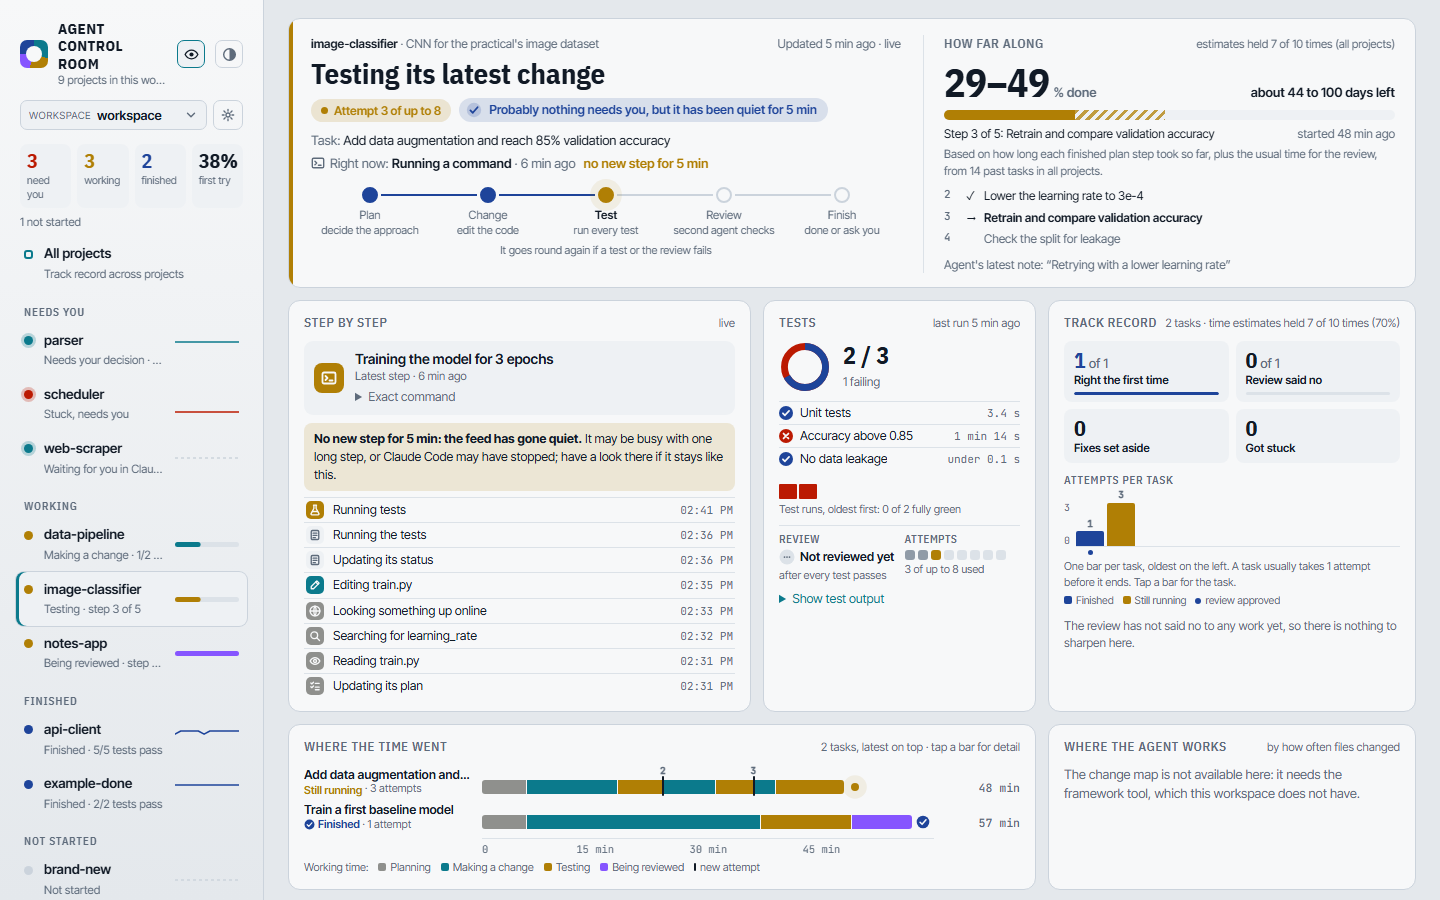 AGENT
CONTROL
ROOM
9 projects in this wo...
WORKSPACE workspace
3 need you
3 working
2 finished
38% first try
1 not started
All projects
Track record across projects
NEEDS YOU
parser
Needs your decision · ...
scheduler
Stuck, needs you
web-scraper
Waiting for you in Clau...
WORKING
data-pipeline
Making a change · 1/2 ...
image-classifier
Testing · step 3 of 5
notes-app
Being reviewed · step ...
FINISHED
api-client
Finished · 5/5 tests pass
example-done
Finished · 2/2 tests pass
NOT STARTED
brand-new
Not started
image-classifier · CNN for the practical's image dataset
Updated 5 min ago · live
Testing its latest change
Attempt 3 of up to 8
Probably nothing needs you, but it has been quiet for 5 min
Task: Add data augmentation and reach 85% validation accuracy
Right now: Running a command · 6 min ago no new step for 5 min
Plan
decide the approach
Change
edit the code
Test
run every test
Review
second agent checks
Finish
done or ask you
It goes round again if a test or the review fails
HOW FAR ALONG
estimates held 7 of 10 times (all projects)
29–49 % done
about 44 to 100 days left
Step 3 of 5: Retrain and compare validation accuracy
started 48 min ago
Based on how long each finished plan step took so far, plus the usual time for the review,
from 14 past tasks in all projects.
2 ✓ Lower the learning rate to 3e-4
3 → Retrain and compare validation accuracy
4 Check the split for leakage
Agent's latest note: “Retrying with a lower learning rate”
STEP BY STEP
live
Training the model for 3 epochs
Latest step · 6 min ago
Exact command
No new step for 5 min: the feed has gone quiet. It may be busy with one
long step, or Claude Code may have stopped; have a look there if it stays like
this.
Running tests 02:41 PM
Running the tests 02:36 PM
Updating its status 02:36 PM
Editing train.py 02:35 PM
Looking something up online 02:33 PM
Searching for learning_rate 02:32 PM
Reading train.py 02:31 PM
Updating its plan 02:31 PM
TESTS
last run 5 min ago
2 / 3
1 failing
Unit tests 3.4 s
Accuracy above 0.85 1 min 14 s
No data leakage under 0.1 s
Test runs, oldest first: 0 of 2 fully green
REVIEW
Not reviewed yet
after every test passes
ATTEMPTS
3 of up to 8 used
Show test output
TRACK RECORD
2 tasks · time estimates held 7 of 10 times (70%)
1 of 1
Right the first time
0 of 1
Review said no
0
Fixes set aside
0
Got stuck
ATTEMPTS PER TASK
3
3
1
0
One bar per task, oldest on the left. A task usually takes 1 attempt
before it ends. Tap a bar for the task.
Finished Still running review approved
The review has not said no to any work yet, so there is nothing to
sharpen here.
WHERE THE TIME WENT
2 tasks, latest on top · tap a bar for detail
Add data augmentation and...
Still running · 3 attempts
2
3
48 min
Train a first baseline model
Finished · 1 attempt
57 min
0 15 min 30 min 45 min
Working time: Planning Making a change Testing Being reviewed new attempt
WHERE THE AGENT WORKS
by how often files changed
The change map is not available here: it needs the
framework tool, which this workspace does not have.